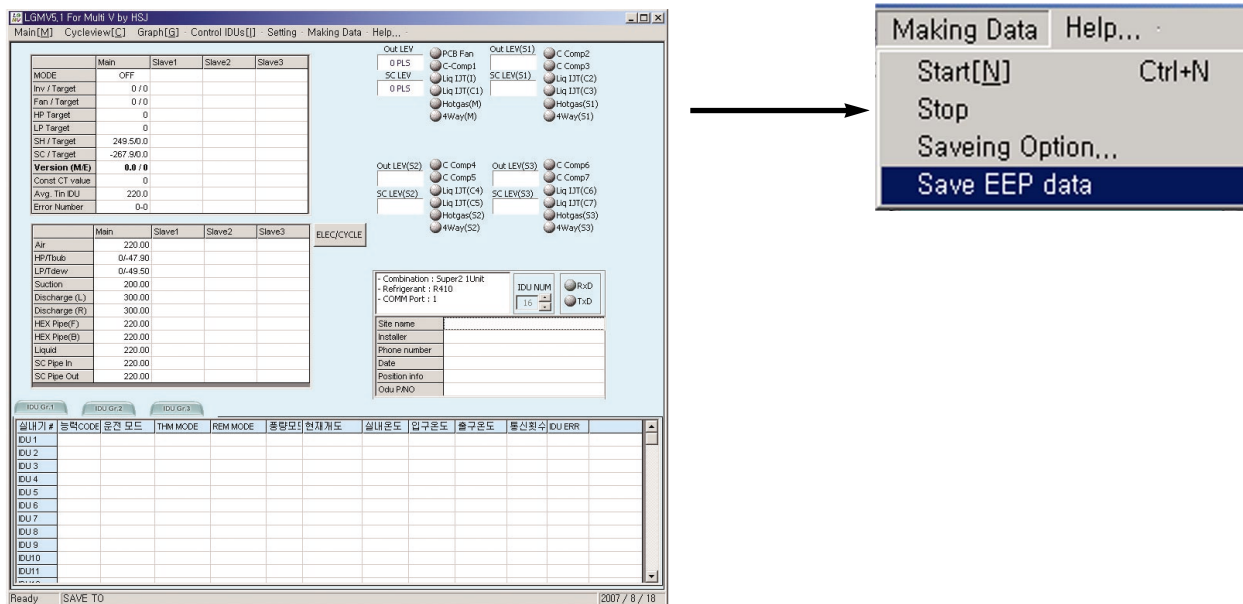 LGMV5,1 For Multi V by HSJ
Main[M] Cycleview[C] Graph[G] Control IDUs[I] Setting Making Data Help...
Main Slave1 Slave2 Slave3
MODE OFF
Inv / Target 0 / 0
Fan / Target 0 / 0
HP Target 0
LP Target 0
SH / Target 249.5/0.0
SC / Target -267.9/0.0
Version (M/E) 0.0 / 0
Const CT value 0
Avg. Tin IDU 220.0
Error Number 0-0
Out LEV
0 PLS
SC LEV
0 PLS
PCB Fan
C-Comp1
Liq IJT(I)
Liq IJT(C1)
Hotgas(M)
4Way(M)
Out LEV(S1)
SC LEV(S1)
C Comp2
C Comp3
Liq IJT(C2)
Liq IJT(C3)
Hotgas(S1)
4Way(S1)
Out LEV(S2)
SC LEV(S2)
C Comp4
C Comp5
Liq IJT(C4)
Liq IJT(C5)
Hotgas(S2)
4Way(S2)
Out LEV(S3)
SC LEV(S3)
C Comp6
C Comp7
Liq IJT(C6)
Liq IJT(C7)
Hotgas(S3)
4Way(S3)
Main Slave1 Slave2 Slave3
Air 220.00
HP/Tbub 0/-47.90
LP/Tdew 0/-49.50
Suction 200.00
Discharge (L) 300.00
Discharge (R) 300.00
HEX Pipe(F) 220.00
HEX Pipe(B) 220.00
Liquid 220.00
SC Pipe In 220.00
SC Pipe Out 220.00
ELEC/CYCLE
- Combination : Super2 1Unit
- Refrigerant : R410
- COMM Port : 1
IDU NUM
16
RxD
TxD
Site name
Installer
Phone number
Date
Position info
Odu P/NO
IDU Gr.1 IDU Gr.2 IDU Gr.3
실내기 # 능력CODE 운전 모드 THM MODE REM MODE 풍량모드 현재개도 실내온도 입구온도 출구온도 통신횟수 IDU ERR
IDU 1
IDU 2
IDU 3
IDU 4
IDU 5
IDU 6
IDU 7
IDU 8
IDU 9
IDU10
IDU11
Ready SAVE TO 2007 / 8 / 18
Making Data Help...
Start[N] Ctrl+N
Stop
Saveing Option...
Save EEP data